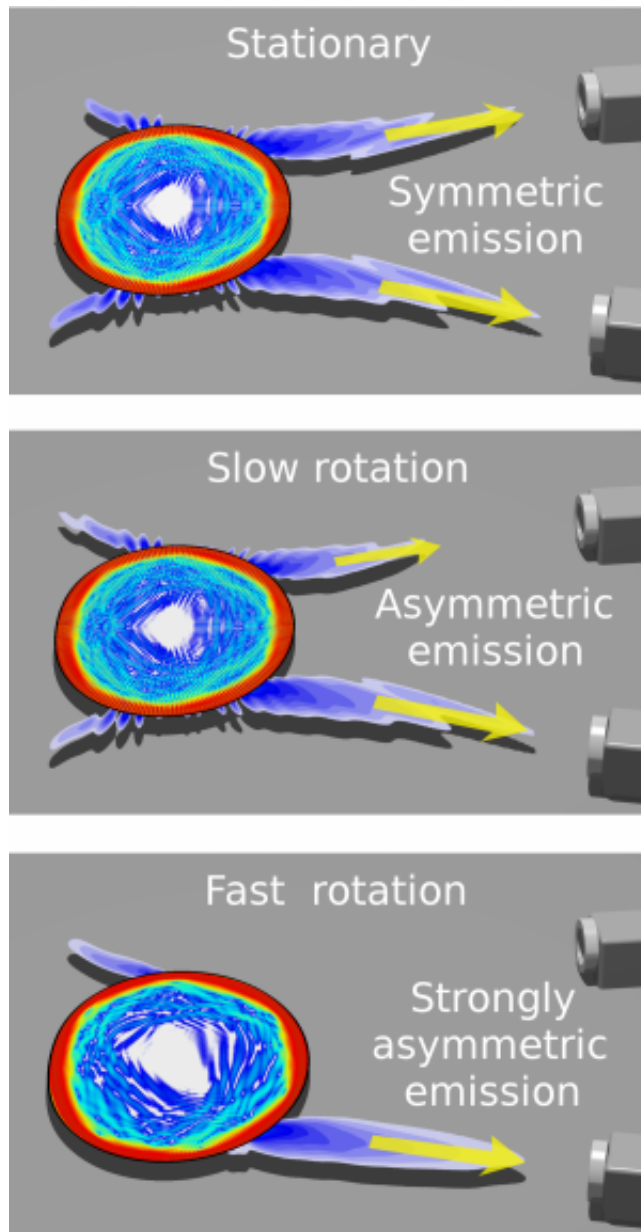 Stationary
Symmetric
emission
Slow rotation
Asymmetric
emission
Fast rotation
Strongly
asymmetric
emission